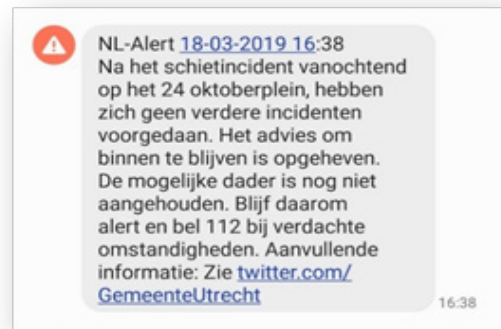 NL-Alert 18-03-2019 16:38
Na het schietincident vanochtend
op het 24 oktoberplein, hebben
zich geen verdere incidenten
voorgedaan. Het advies om
binnen te blijven is opgeheven.
De mogelijke dader is nog niet
aangehouden. Blijf daarom
alert en bel 112 bij verdachte
omstandigheden. Aanvullende
informatie: Zie twitter.com/
GemeenteUtrecht
16:38